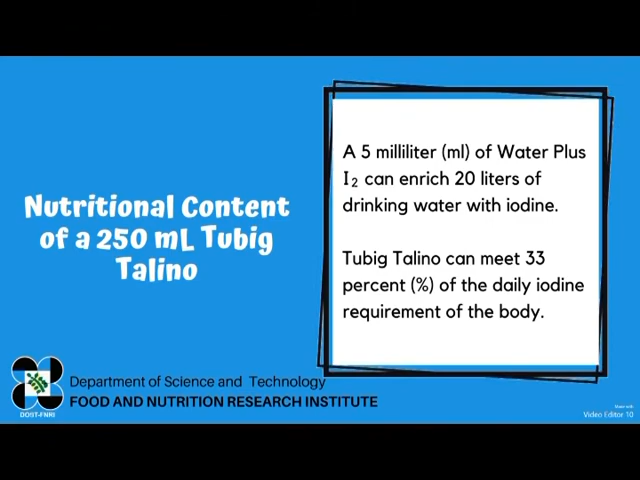 Nutritional Content
of a 250 mL Tubig
Talino
A 5 milliliter (ml) of Water Plus
I₂ can enrich 20 liters of
drinking water with iodine.
Tubig Talino can meet 33
percent (%) of the daily iodine
requirement of the body.
DOST-FNRI
Department of Science and Technology
FOOD AND NUTRITION RESEARCH INSTITUTE
Made with
Video Editor 10